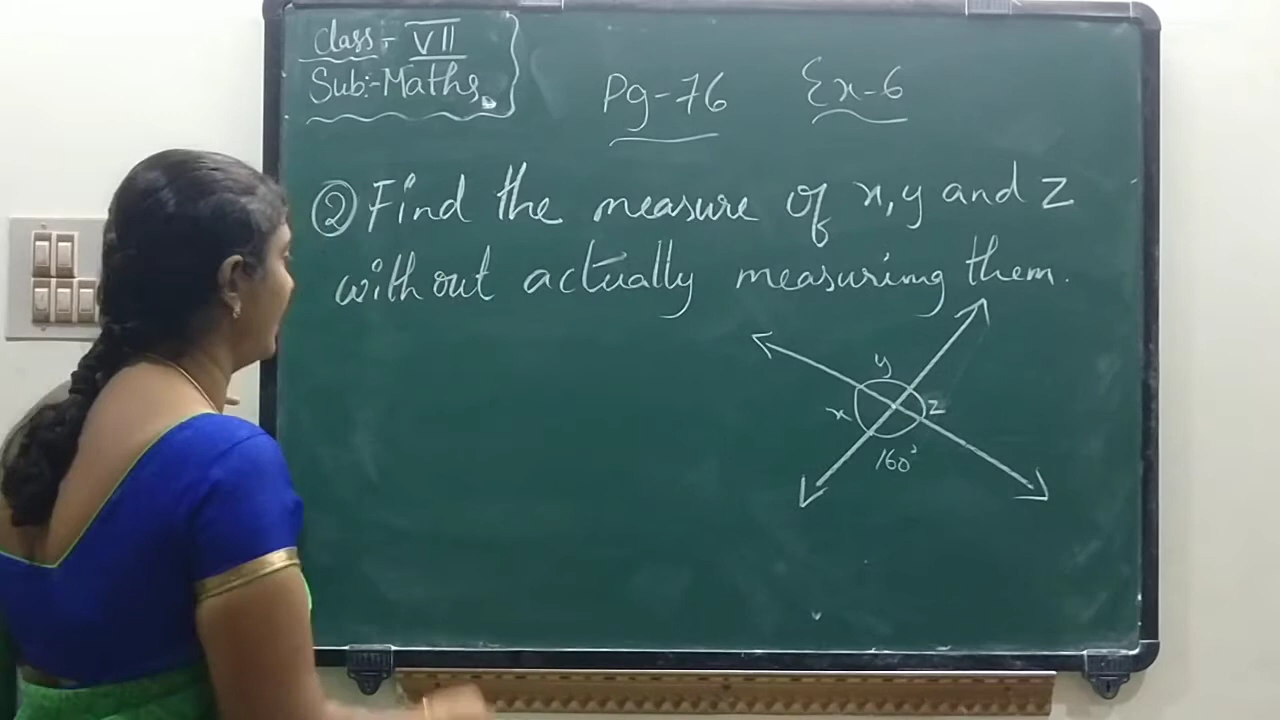 Class:- VII
Sub:- Maths.
Pg-76 Ex-6
② Find the measure of x, y and z
without actually measuring them.
y
x z
160°